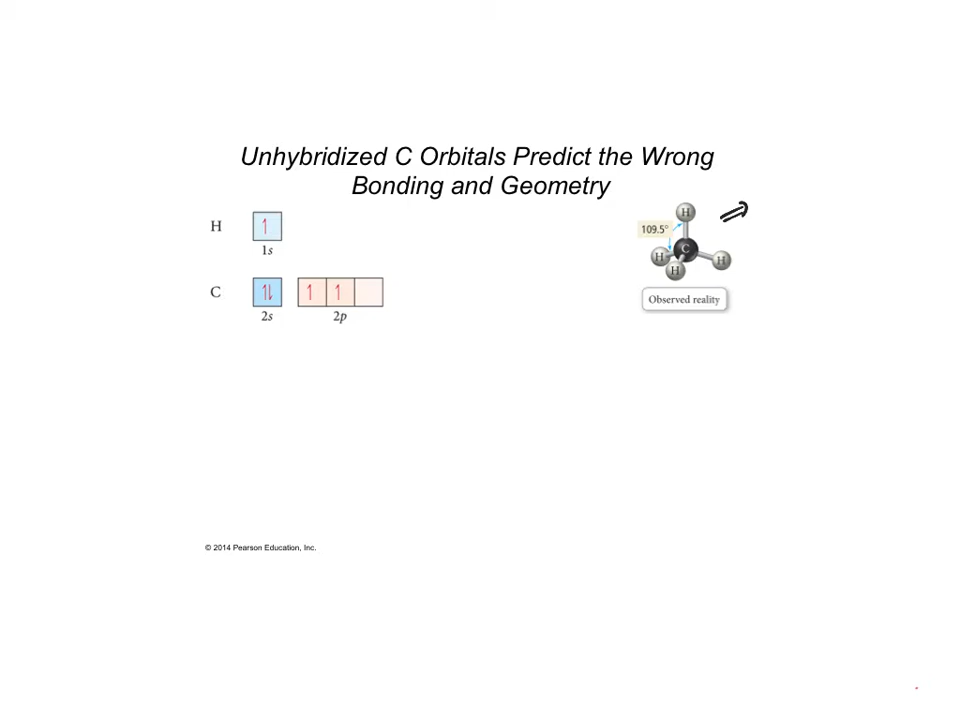 Unhybridized C Orbitals Predict the Wrong
Bonding and Geometry
H
1s
C
2s 2p
H
109.5°
C
H
H
H
Observed reality
© 2014 Pearson Education, Inc.